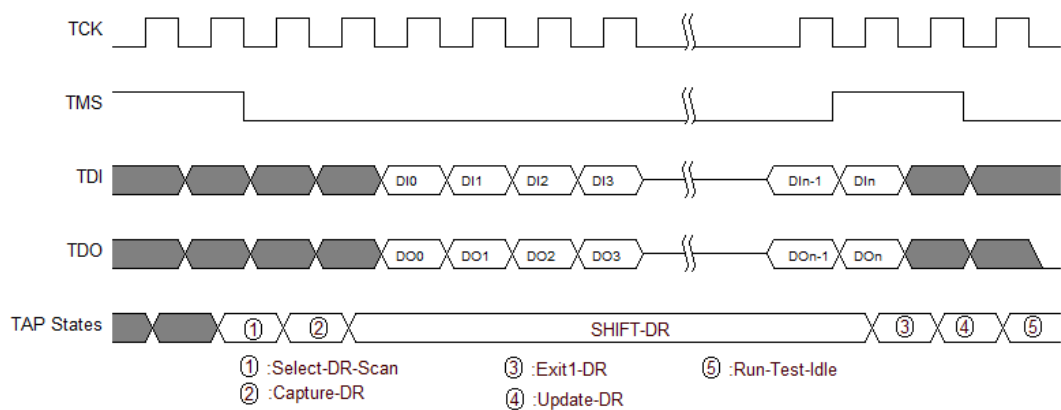 TCK
TMS
TDI DI0 DI1 DI2 DI3 DIn-1 DIn
TDO DO0 DO1 DO2 DO3 DOn-1 DOn
TAP States 1 2 SHIFT-DR 3 4 5
1 :Select-DR-Scan 3 :Exit1-DR 5 :Run-Test-Idle
2 :Capture-DR 4 :Update-DR